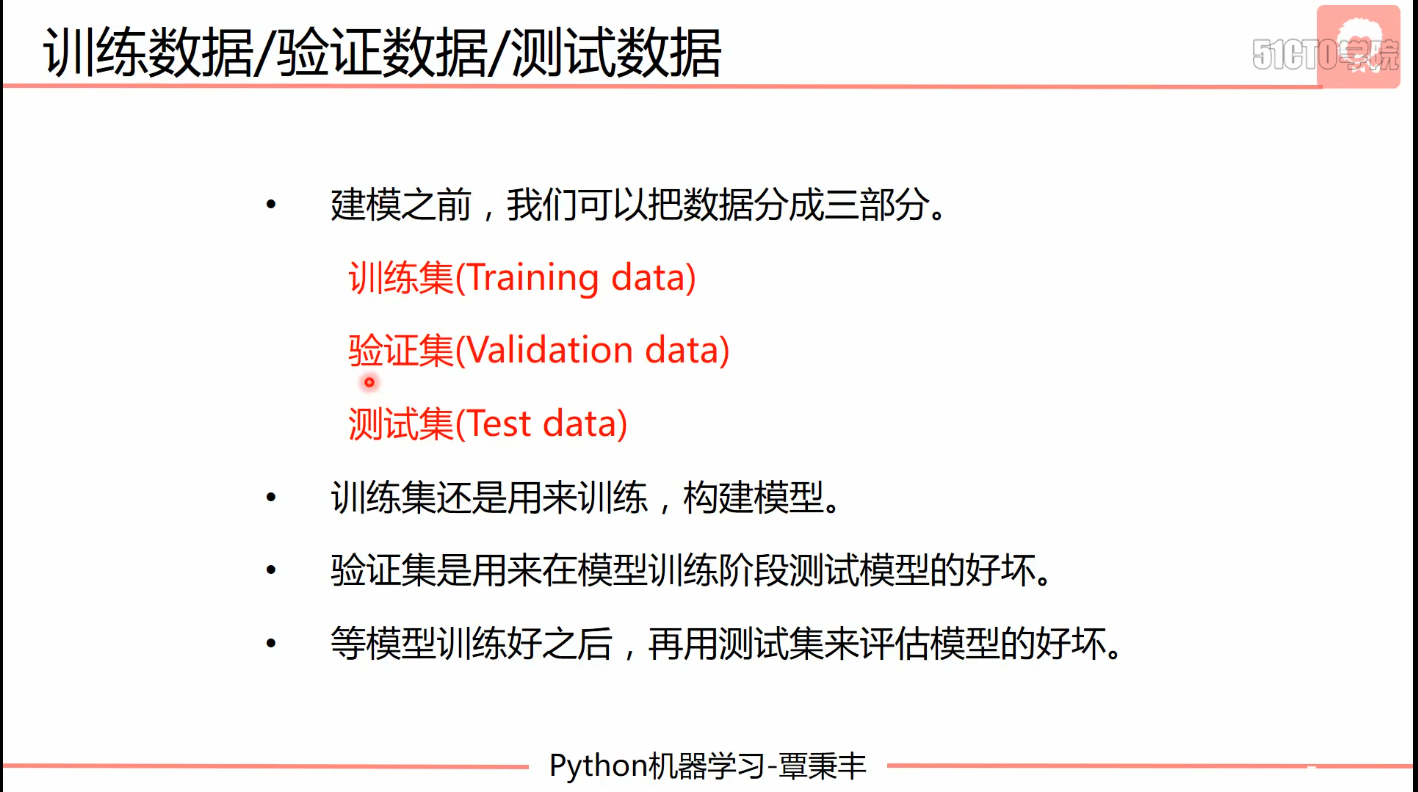 训练数据/验证数据/测试数据
51CTO学院
• 建模之前，我们可以把数据分成三部分。
训练集(Training data)
验证集(Validation data)
测试集(Test data)
• 训练集还是用来训练，构建模型。
• 验证集是用来在模型训练阶段测试模型的好坏。
• 等模型训练好之后，再用测试集来评估模型的好坏。
Python机器学习-覃秉丰